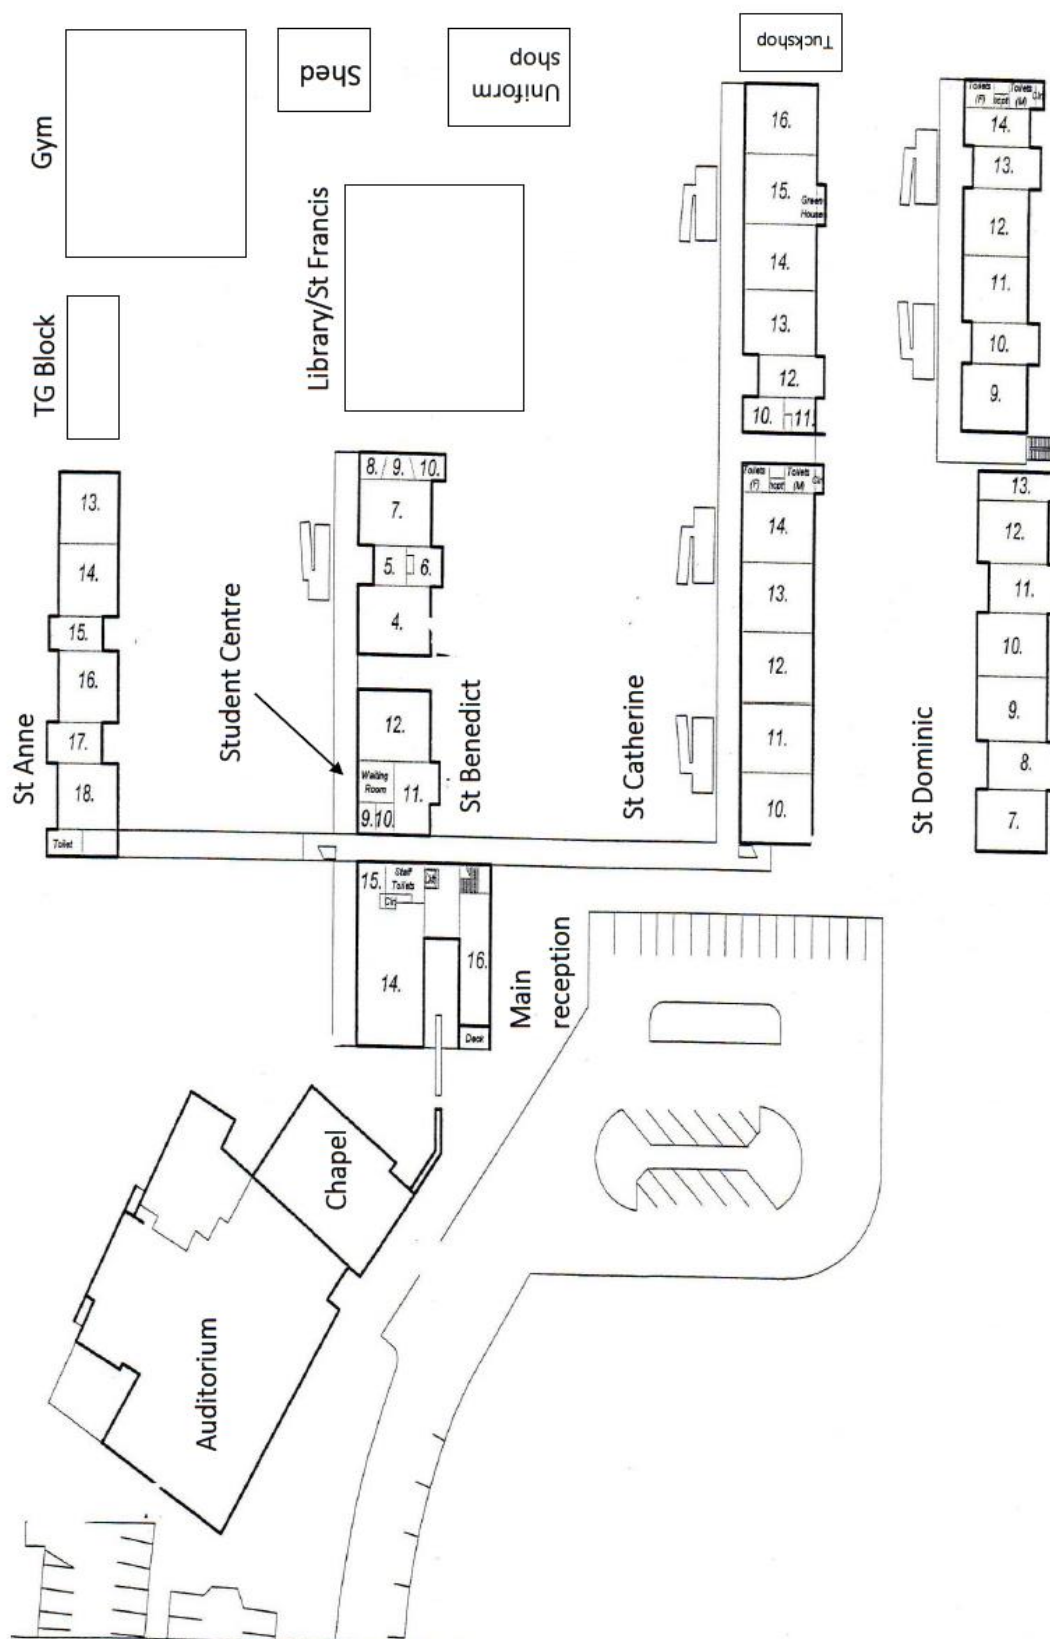 Gym
Shed
Uniform
shop
Tuckshop
TG Block
Library/St Francis
St Anne
13.
14.
15.
16.
17.
18.
Toilet
Student Centre
8.
9.
10.
7.
5.
6.
4.
12.
Waiting
Room
11.
9.
10.
St Benedict
15.
Staff
Toilets
Cln
14.
16.
Deck
Main
reception
St Catherine
16.
15.
Green
House
14.
13.
12.
10.
11.
Toilets
(F)
Toilets
(M)
14.
13.
12.
11.
10.
St Dominic
Toilets
(F)
Toilets
(M)
14.
13.
12.
11.
10.
9.
13.
12.
11.
10.
9.
8.
7.
Chapel
Auditorium